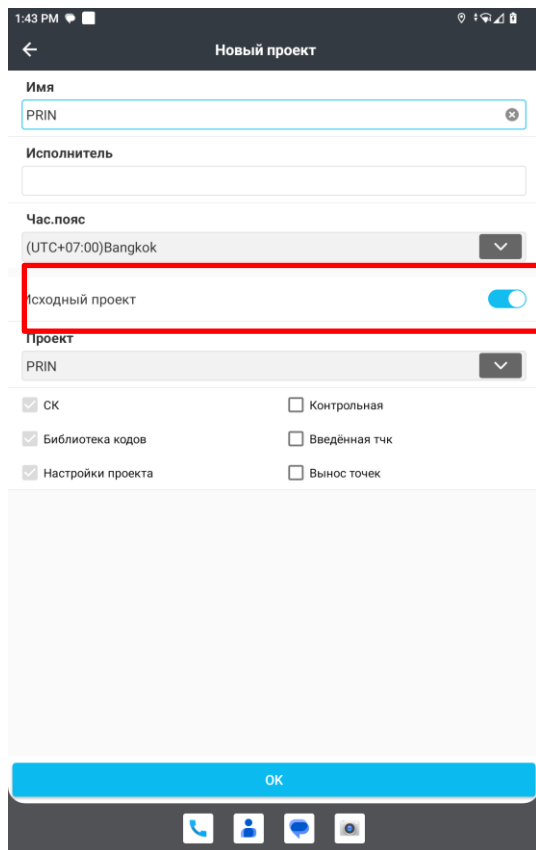 1:43 PM
Новый проект
Имя
PRIN
Исполнитель
Час.пояс
(UTC+07:00)Bangkok
Исходный проект
Проект
PRIN
СК
Контрольная
Библиотека кодов
Введённая тчк
Настройки проекта
Вынос точек
OK